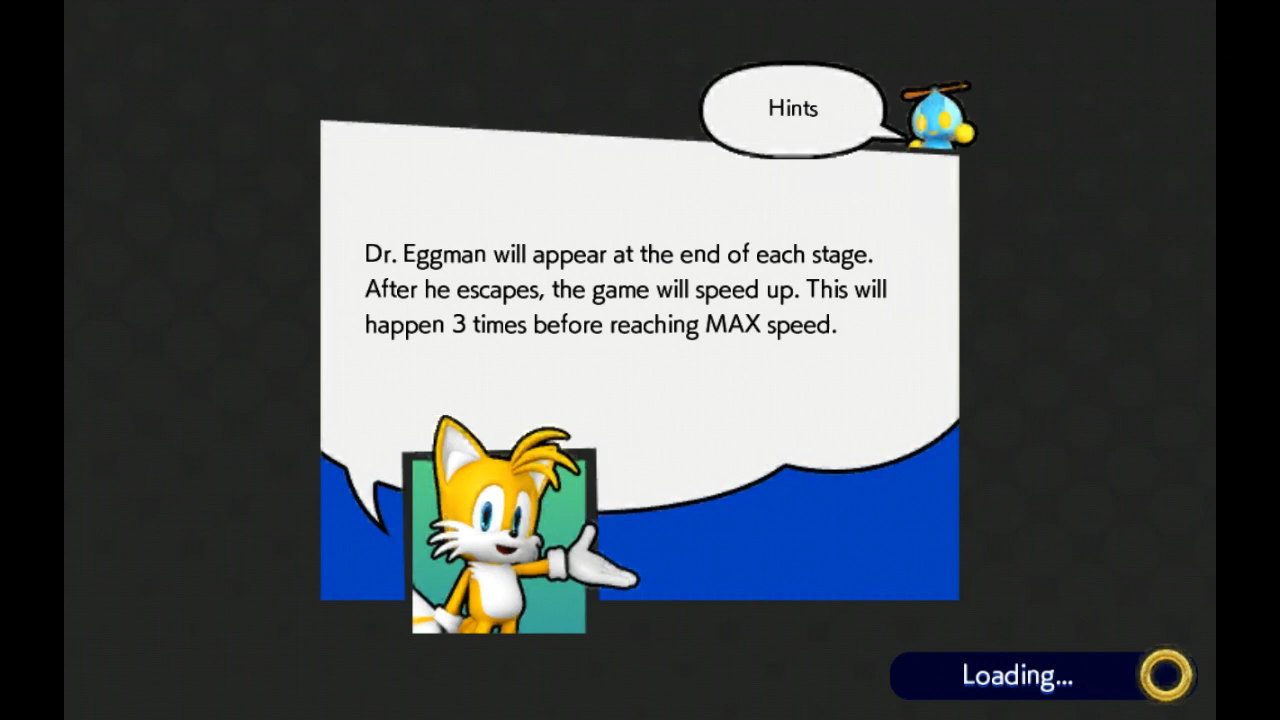 Hints
Dr. Eggman will appear at the end of each stage.
After he escapes, the game will speed up. This will
happen 3 times before reaching MAX speed.
Loading...